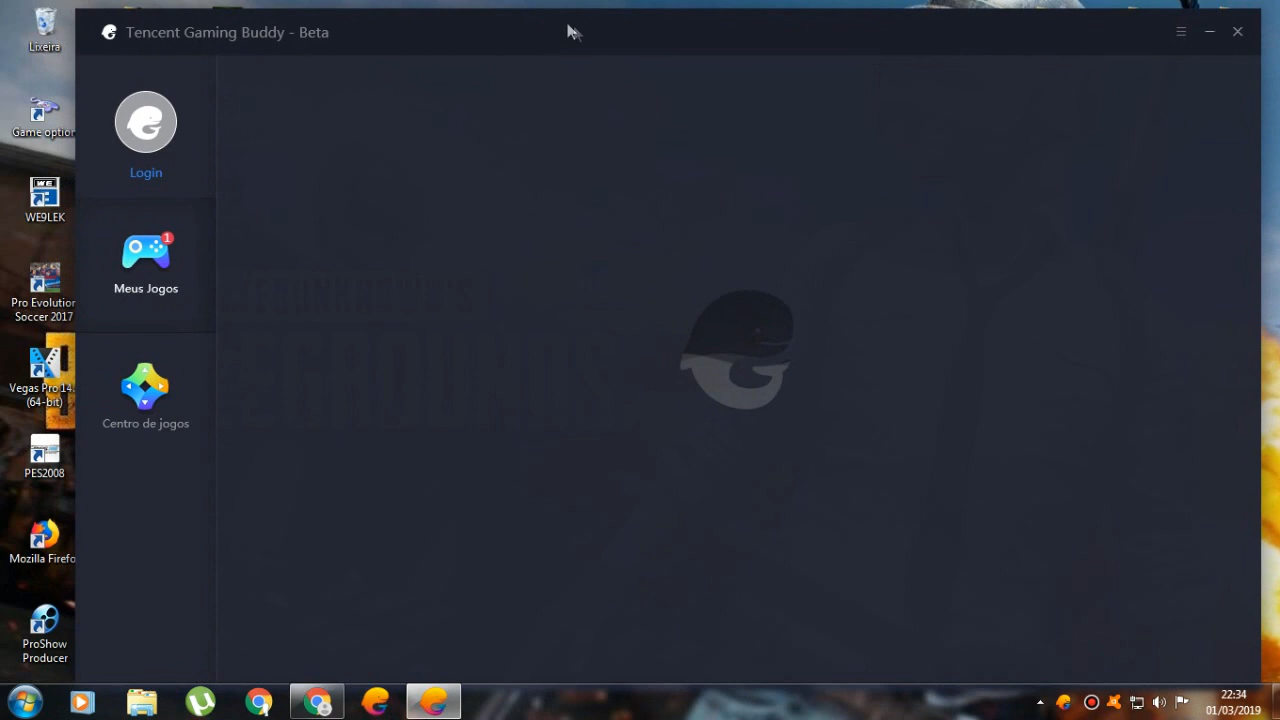 Lixeira
Game option
WE9LEK
Pro Evolution
Soccer 2017
Vegas Pro 14.
(64-bit)
PES2008
Mozilla Firefo
ProShow
Producer
Tencent Gaming Buddy - Beta
Login
1
Meus Jogos
Centro de jogos
22:34
01/03/2019